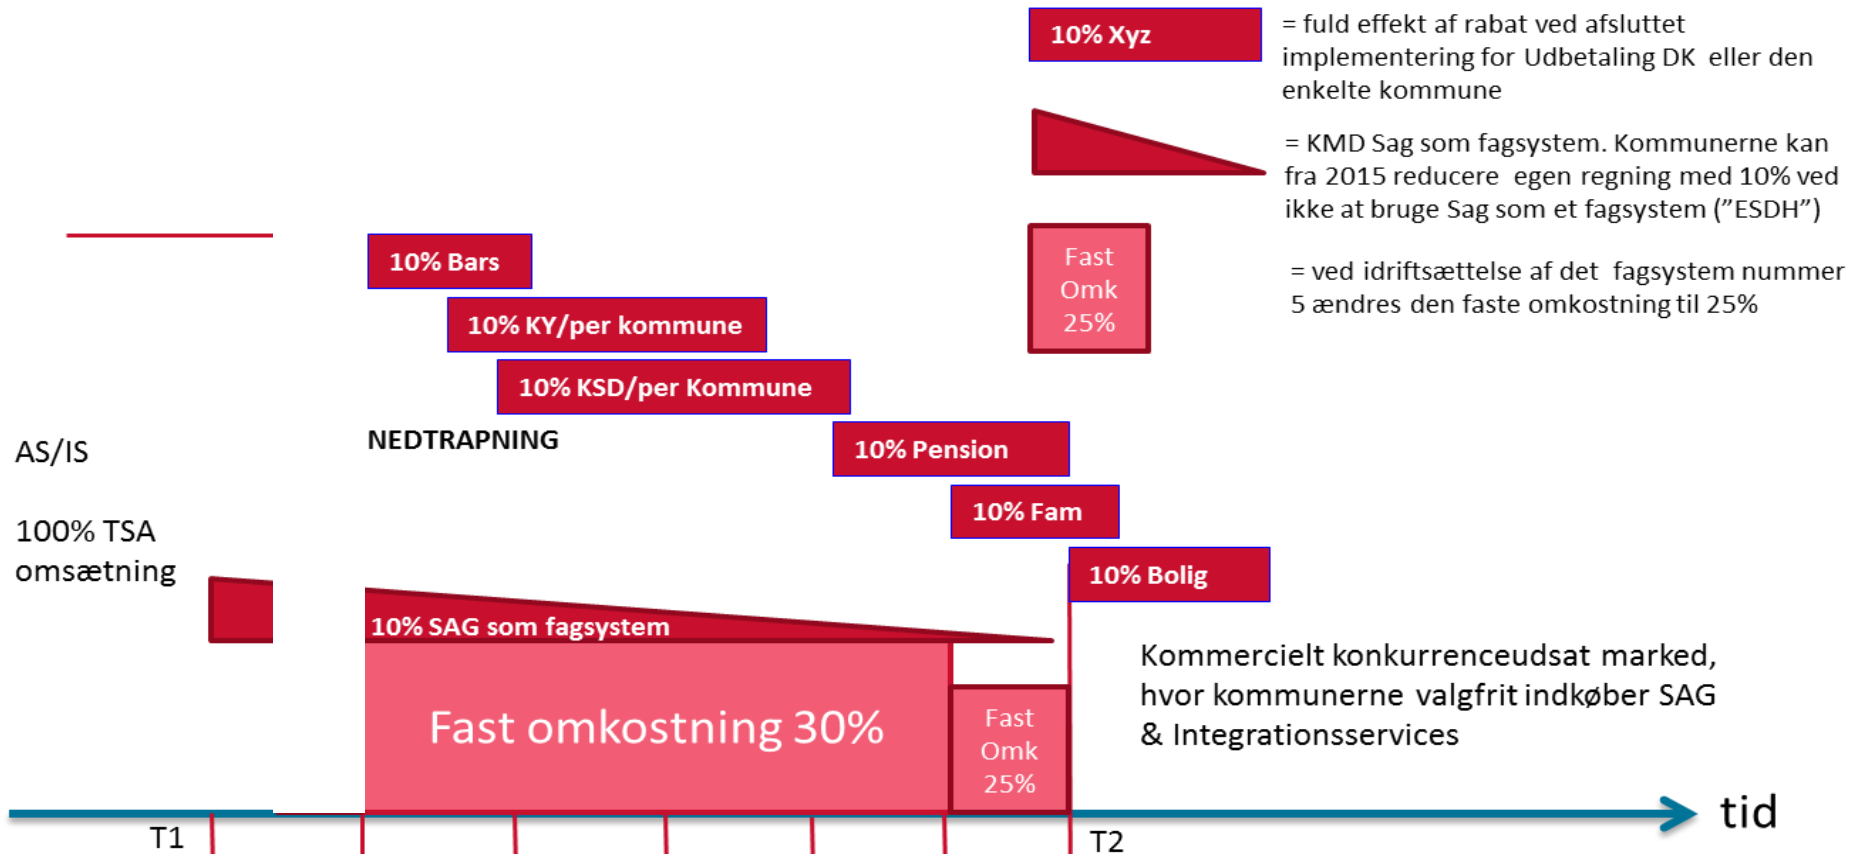 10% Xyz
= fuld effekt af rabat ved afsluttet
implementering for Udbetaling DK eller den
enkelte kommune
= KMD Sag som fagsystem. Kommunerne kan
fra 2015 reducere egen regning med 10% ved
ikke at bruge Sag som et fagsystem (”ESDH”)
Fast
Omk
25%
= ved idriftsættelse af det fagsystem nummer
5 ændres den faste omkostning til 25%
10% Bars
10% KY/per kommune
10% KSD/per Kommune
NEDTRAPNING
10% Pension
AS/IS
10% Fam
100% TSA
omsætning
10% Bolig
10% SAG som fagsystem
Fast omkostning 30%
Fast
Omk
25%
Kommercielt konkurrenceudsat marked,
hvor kommunerne valgfrit indkøber SAG
& Integrationsservices
tid
T1
T2